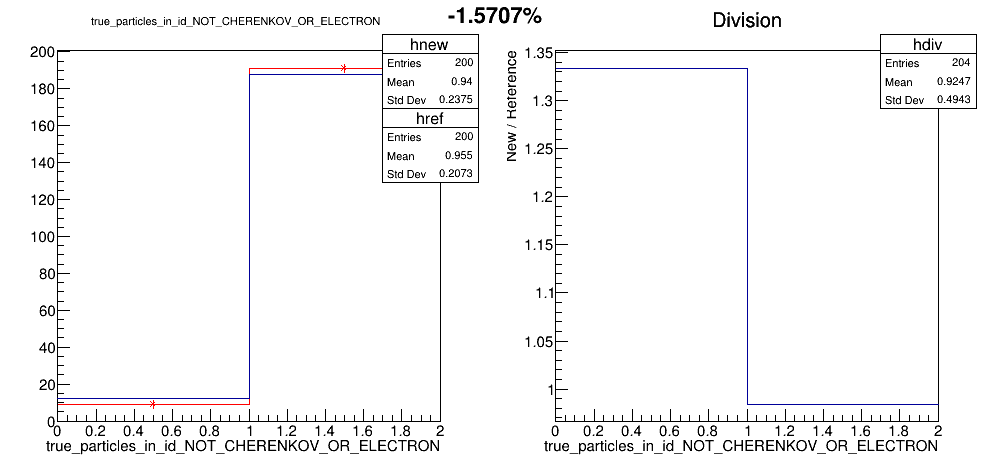 -1.5707%
true_particles_in_id_NOT_CHERENKOV_OR_ELECTRON
hnew
Entries 200
Mean 0.94
Std Dev 0.2375
href
Entries 200
Mean 0.955
Std Dev 0.2073
200
180
160
140
120
100
80
60
40
20
0
0 0.2 0.4 0.6 0.8 1 1.2 1.4 1.6 1.8 2
true_particles_in_id_NOT_CHERENKOV_OR_ELECTRON
Division
hdiv
Entries 204
Mean 0.9247
Std Dev 0.4943
New / Reference
1.35
1.3
1.25
1.2
1.15
1.1
1.05
1
0 0.2 0.4 0.6 0.8 1 1.2 1.4 1.6 1.8 2
true_particles_in_id_NOT_CHERENKOV_OR_ELECTRON